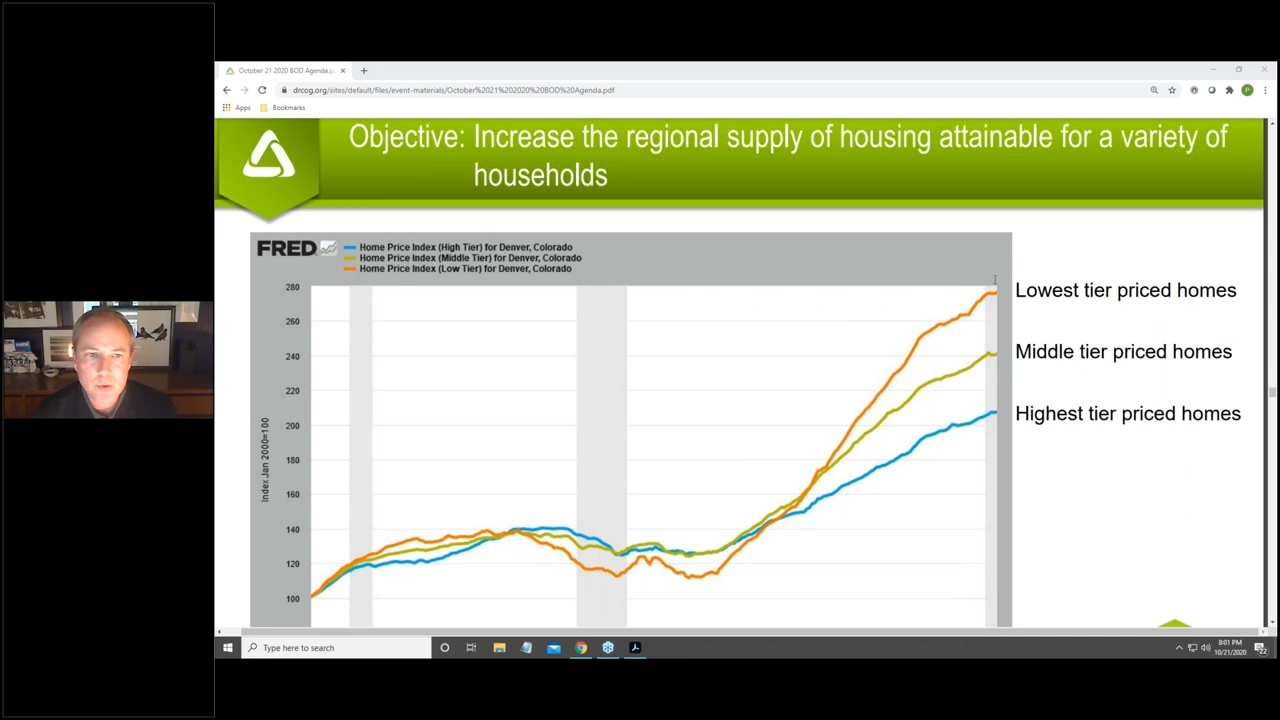 October 21 2020 BOD Agenda.p
drcog.org/sites/default/files/event-materials/October%2021%202020%20BOD%20Agenda.pdf
Apps Bookmarks
Objective: Increase the regional supply of housing attainable for a variety of
households
FRED
Home Price Index (High Tier) for Denver, Colorado
Home Price Index (Middle Tier) for Denver, Colorado
Home Price Index (Low Tier) for Denver, Colorado
280
260
240
220
200
180
160
140
120
100
Index Jan 2000=100
Lowest tier priced homes
Middle tier priced homes
Highest tier priced homes
Type here to search
8:01 PM
10/21/2020
22
P